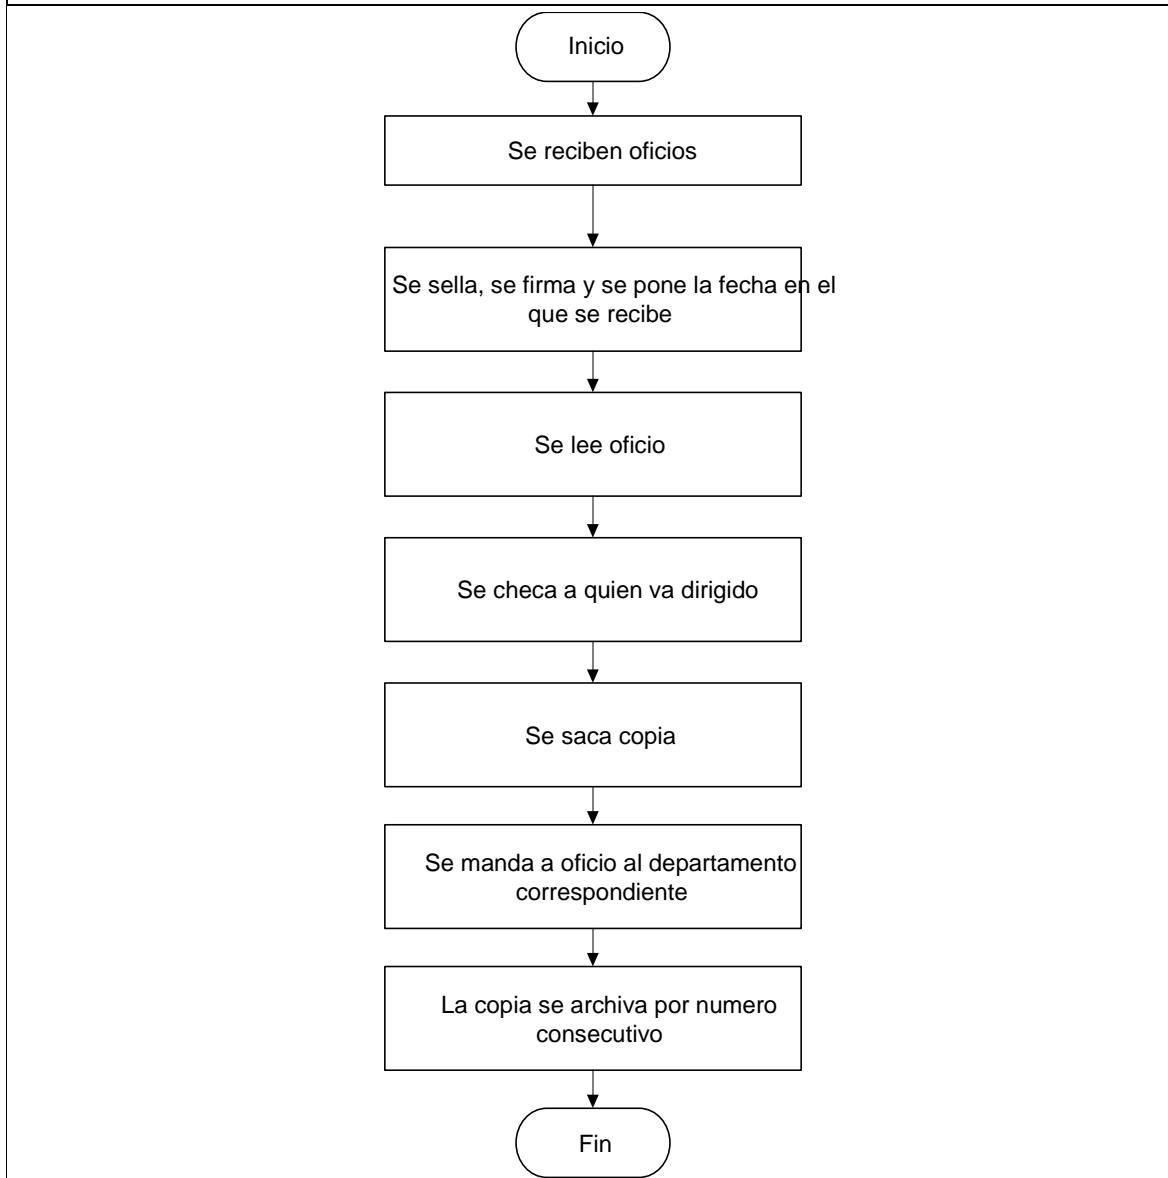 Inicio
Se reciben oficios
Se sella, se firma y se pone la fecha en el
que se recibe
Se lee oficio
Se checa a quien va dirigido
Se saca copia
Se manda a oficio al departamento
correspondiente
La copia se archiva por numero
consecutivo
Fin